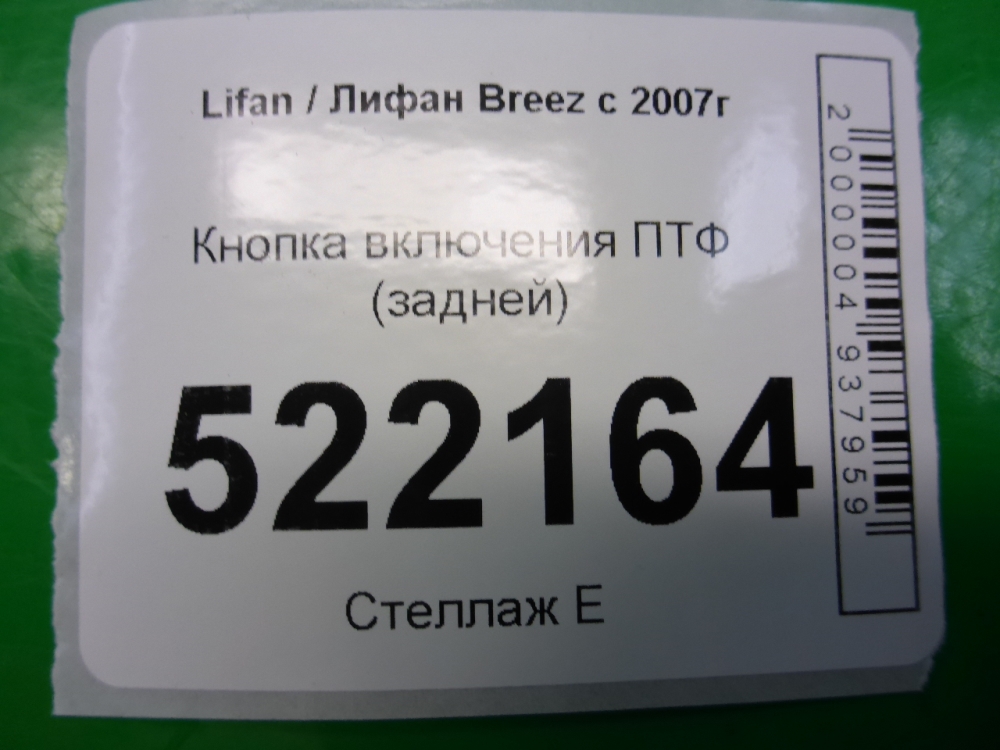 Lifan / Лифан Breez с 2007г
Кнопка включения ПТФ
(задней)
522164
Стеллаж Е
2000004937959